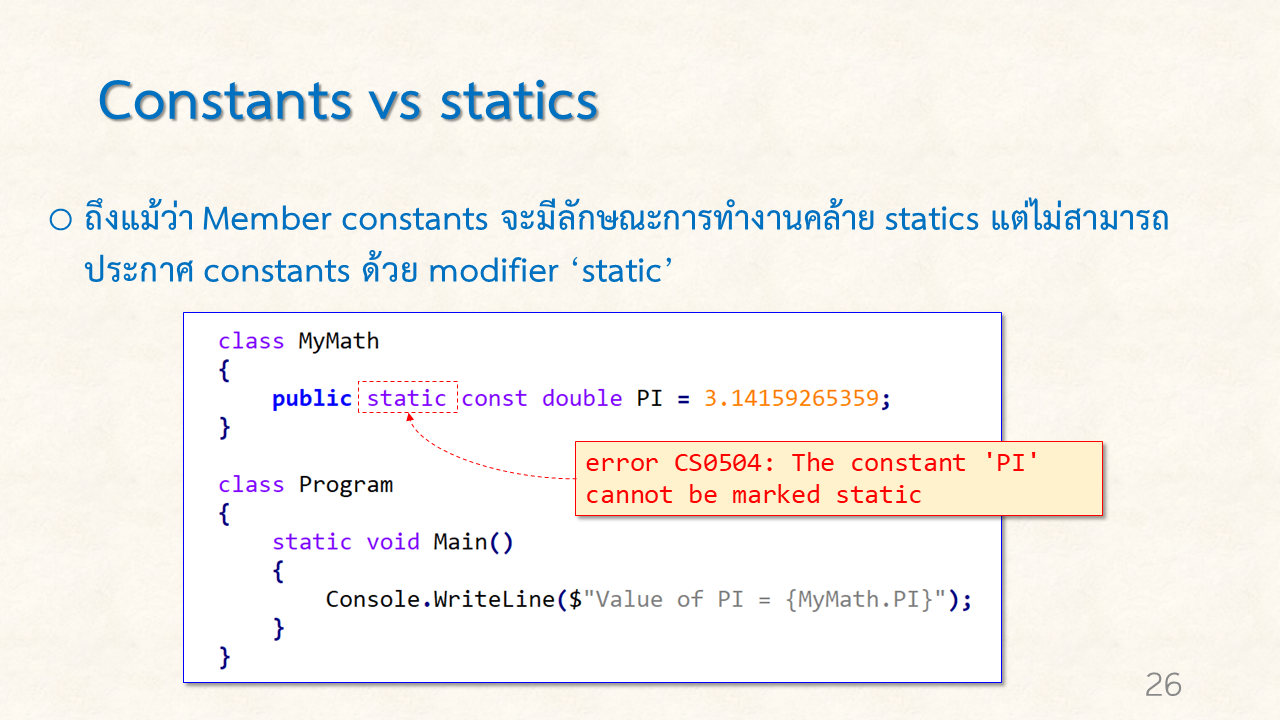 Constants vs statics
ถึงแม้ว่า Member constants จะมีลักษณะการทำงานคล้าย statics แต่ไม่สามารถ
ประกาศ constants ด้วย modifier ‘static’
class MyMath
{
    public static const double PI = 3.14159265359;
}
error CS0504: The constant 'PI'
cannot be marked static
class Program
{
    static void Main()
    {
        Console.WriteLine($"Value of PI = {MyMath.PI}");
    }
}
26